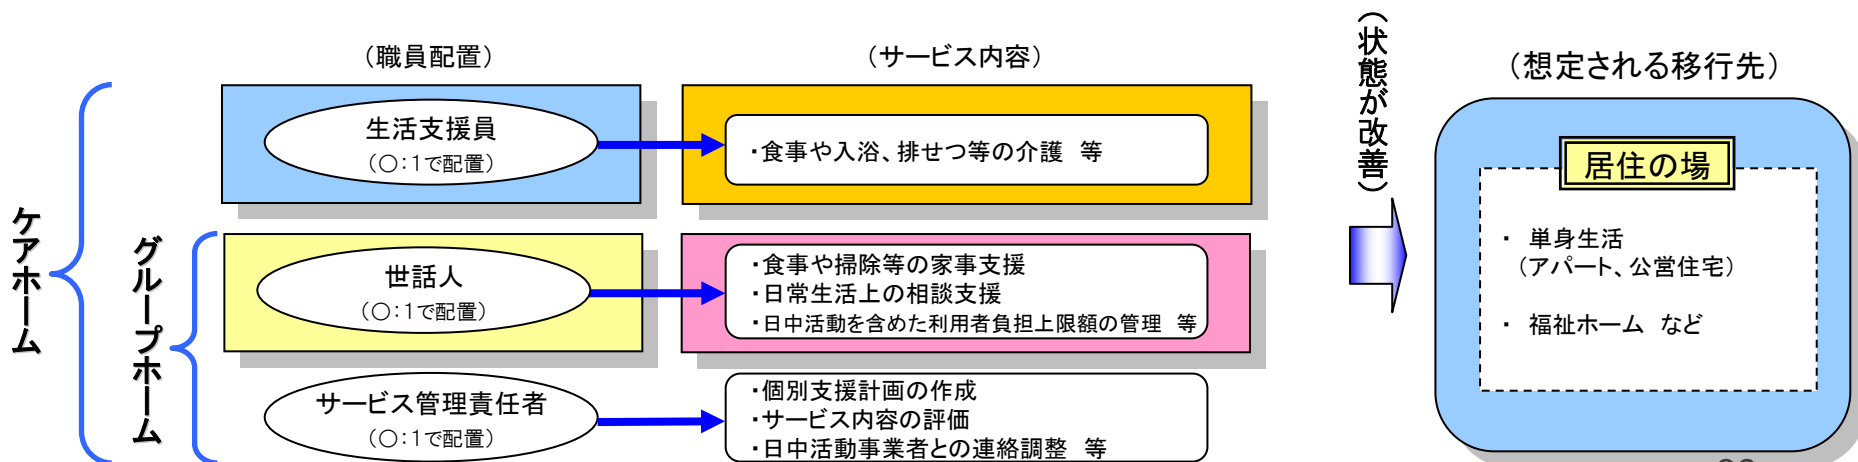 (職員配置)
(サービス内容)
(状態が改善)
(想定される移行先)
ケアホーム
グループホーム
生活支援員
(○:1で配置)
・食事や入浴、排せつ等の介護 等
世話人
(○:1で配置)
・食事や掃除等の家事支援
・日常生活上の相談支援
・日中活動を含めた利用者負担上限額の管理 等
サービス管理責任者
(○:1で配置)
・個別支援計画の作成
・サービス内容の評価
・日中活動事業者との連絡調整 等
居住の場
・ 単身生活
(アパート、公営住宅)
・ 福祉ホーム など